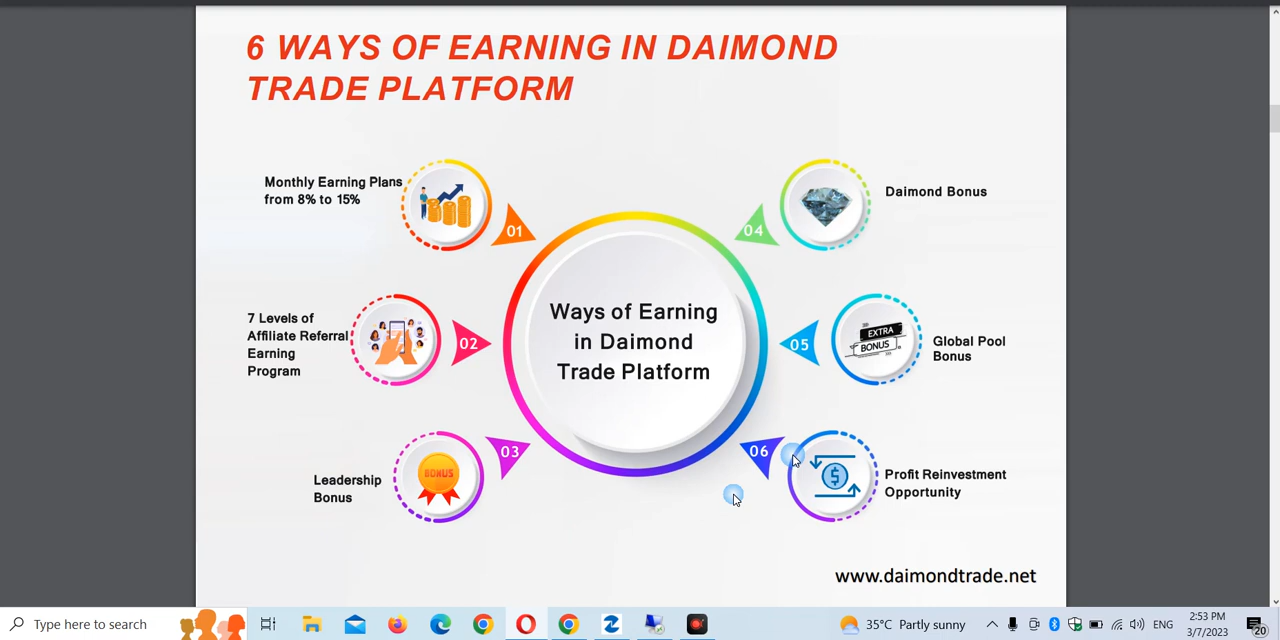 6 WAYS OF EARNING IN DAIMOND
TRADE PLATFORM
Monthly Earning Plans
from 8% to 15%
01
7 Levels of
Affiliate Referral
Earning
Program
02
BONUS
Leadership
Bonus
03
Ways of Earning
in Daimond
Trade Platform
04
Daimond Bonus
05
EXTRA
BONUS
Global Pool
Bonus
06
$
Profit Reinvestment
Opportunity
www.daimondtrade.net
Type here to search
35°C Partly sunny
ENG
2:53 PM
3/7/2023
20